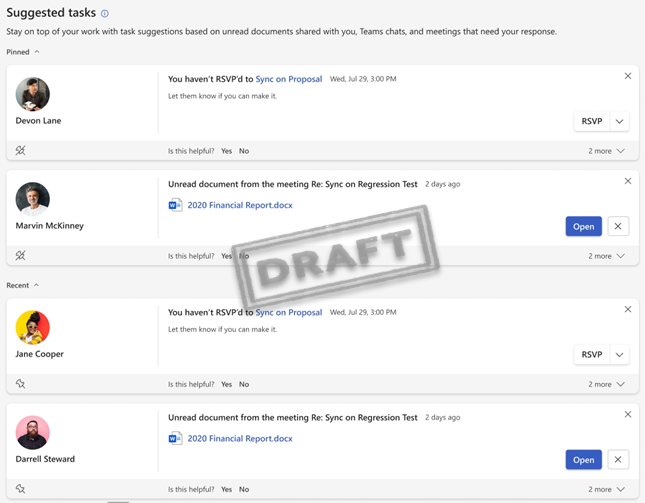 Suggested tasks
Stay on top of your work with task suggestions based on unread documents shared with you, Teams chats, and meetings that need your response.
Pinned
You haven't RSVP'd to Sync on Proposal Wed, Jul 29, 3:00 PM
Let them know if you can make it.
Devon Lane
RSVP
Is this helpful? Yes No
2 more
Unread document from the meeting Re: Sync on Regression Test 2 days ago
W 2020 Financial Report.docx
Marvin McKinney
Open
Is this helpful? Yes No
2 more
DRAFT
Recent
You haven't RSVP'd to Sync on Proposal Wed, Jul 29, 3:00 PM
Let them know if you can make it.
Jane Cooper
RSVP
Is this helpful? Yes No
2 more
Unread document from the meeting Re: Sync on Regression Test 2 days ago
W 2020 Financial Report.docx
Darrell Steward
Open
Is this helpful? Yes No
2 more